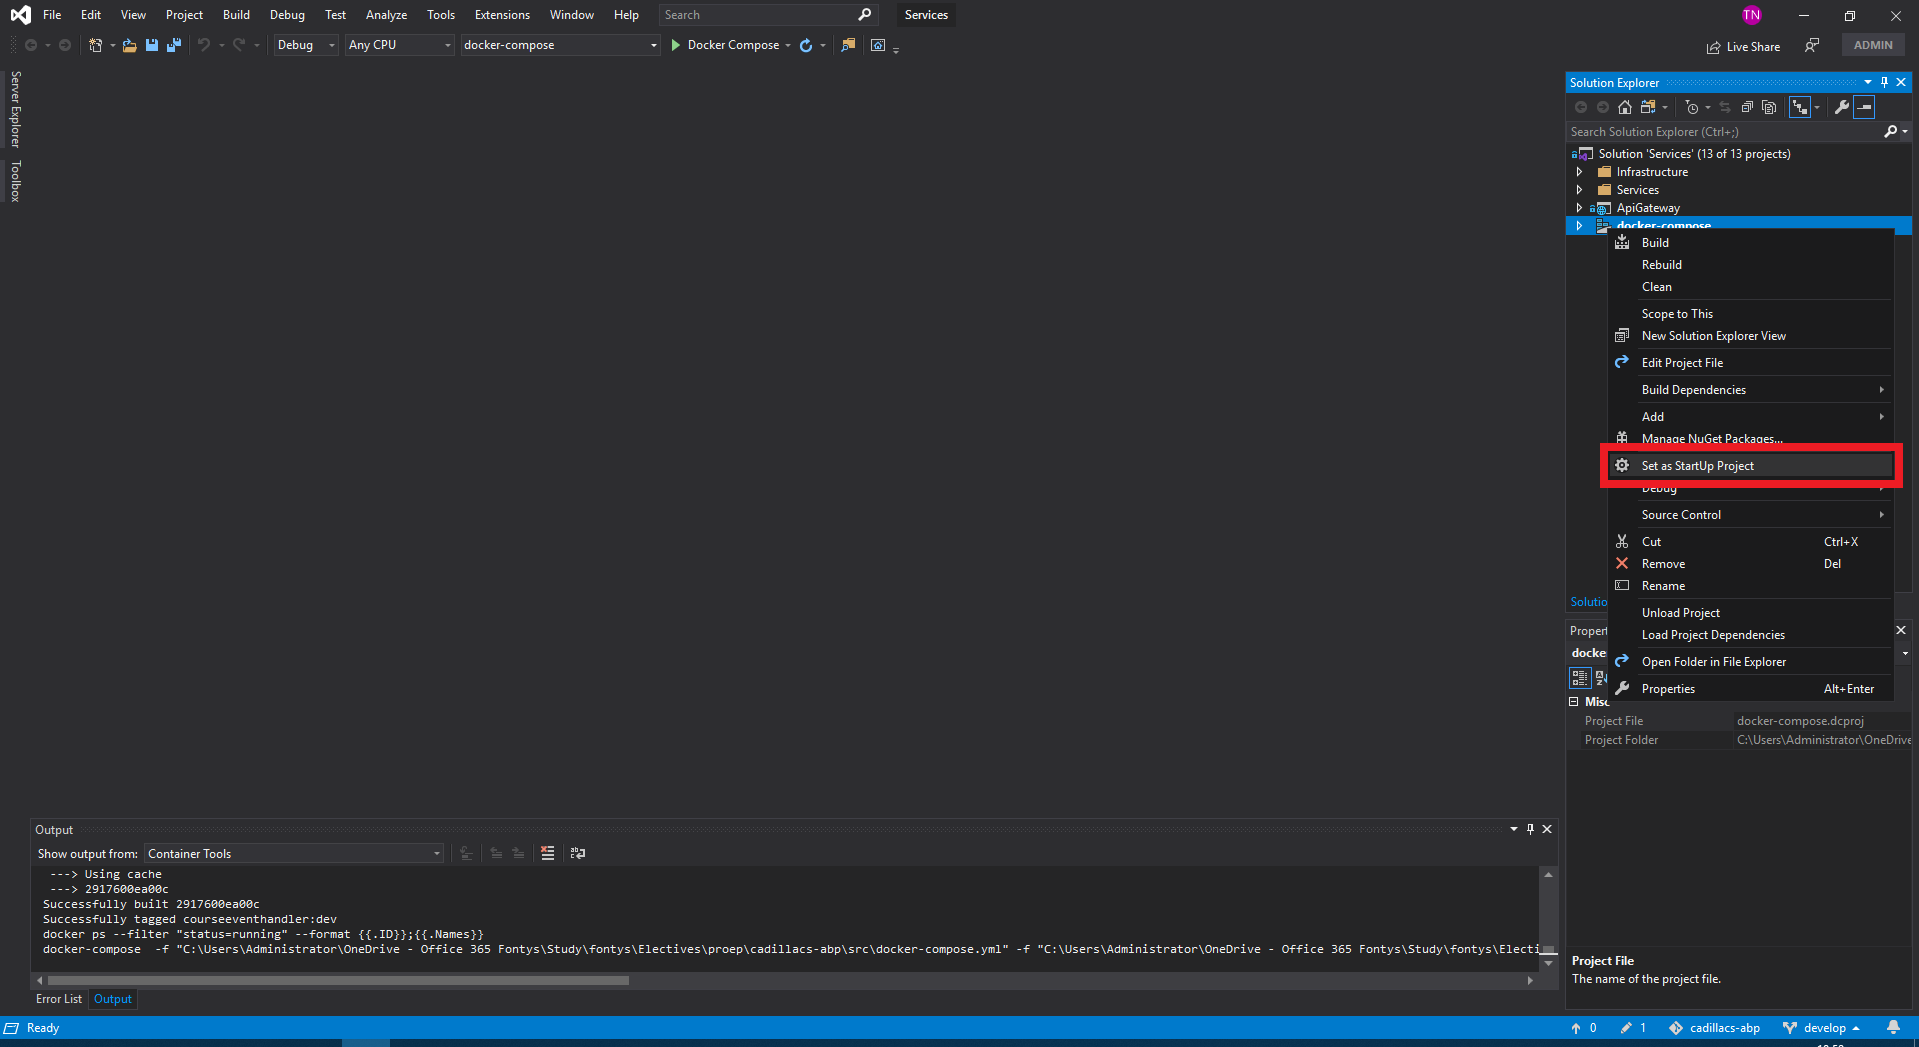 File Edit View Project Build Debug Test Analyze Tools Extensions Window Help Search Services TN
Debug Any CPU docker-compose Docker Compose Live Share ADMIN
Server Explorer
Toolbox
Solution Explorer
Search Solution Explorer (Ctrl+;)
Solution 'Services' (13 of 13 projects)
Infrastructure
Services
ApiGateway
docker-compose
Build
Rebuild
Clean
Scope to This
New Solution Explorer View
Edit Project File
Build Dependencies
Add
Manage NuGet Packages...
Set as StartUp Project
Debug
Source Control
Cut Ctrl+X
Remove Del
Rename
Unload Project
Load Project Dependencies
Open Folder in File Explorer
Properties Alt+Enter
Solutio
Propert
docke
Misc
Project File docker-compose.dcproj
Project Folder C:\Users\Administrator\OneDrive
Project File
The name of the project file.
Output
Show output from: Container Tools
---> Using cache
---> 2917600ea00c
Successfully built 2917600ea00c
Successfully tagged courseeventhandler:dev
docker ps --filter "status=running" --format {{.ID}};{{.Names}}
docker-compose  -f "C:\Users\Administrator\OneDrive - Office 365 Fontys\Study\fontys\Electives\proep\cadillacs-abp\src\docker-compose.yml" -f "C:\Users\Administrator\OneDrive - Office 365 Fontys\Study\fontys\Electi
Error List Output
Ready 0 1 cadillacs-abp develop